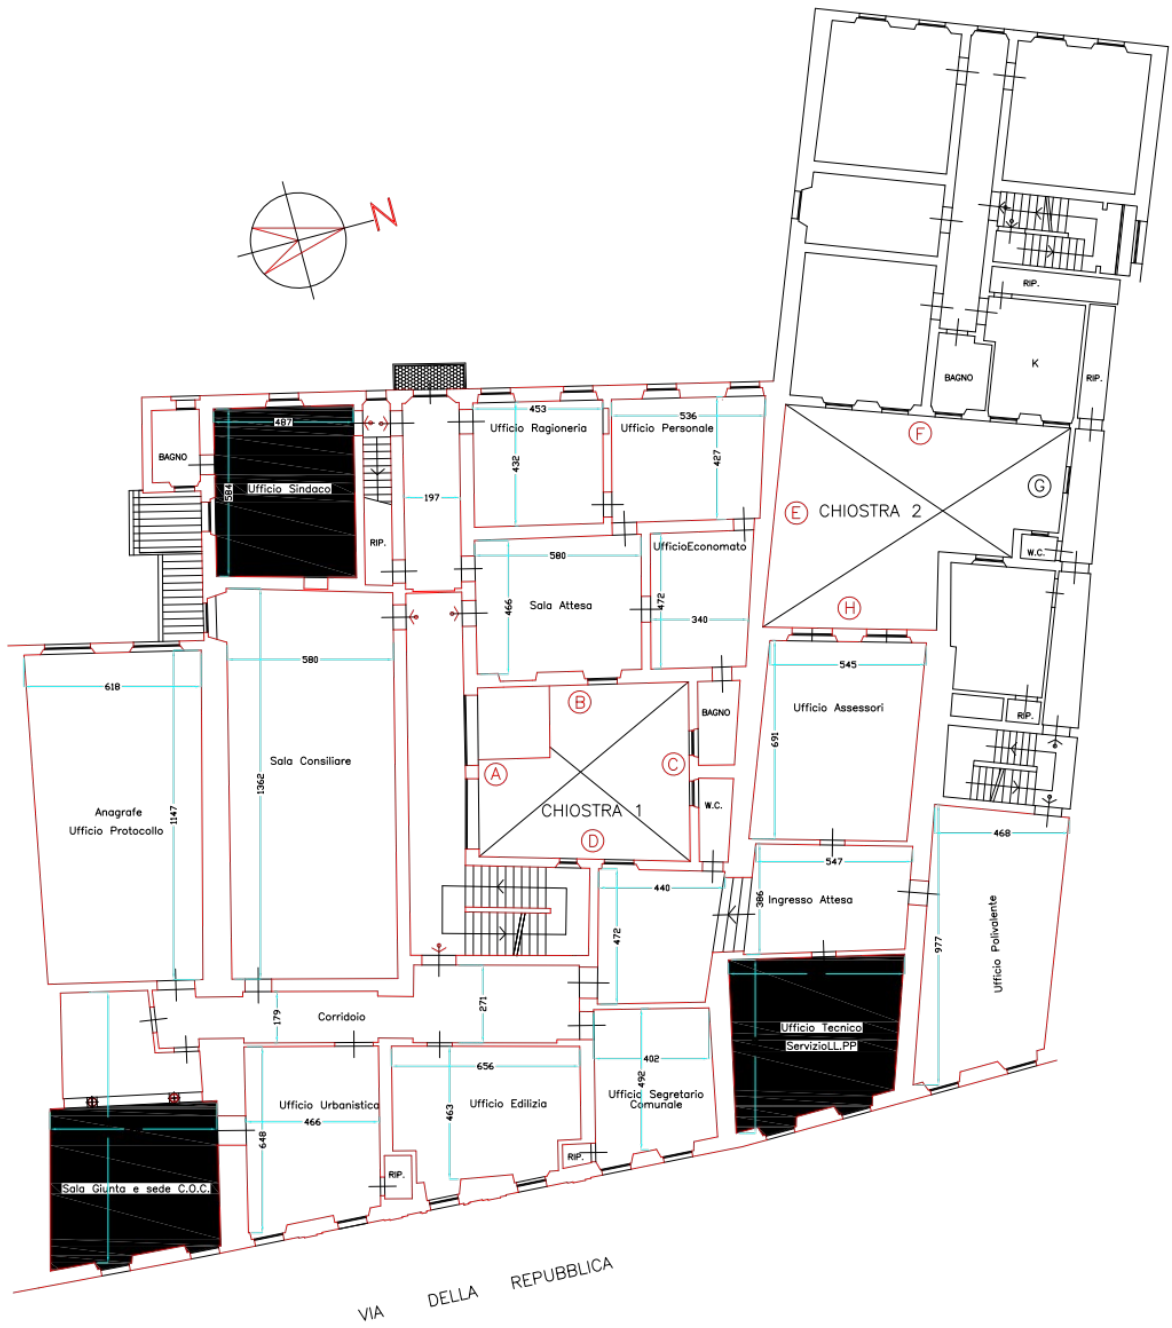 N
RIP.
K
BAGNO
RIP.
F
G
E
CHIOSTRA 2
W.C.
H
453
Ufficio Ragioneria
432
536
Ufficio Personale
427
487
BAGNO
584
Ufficio Sindaco
197
RIP.
580
466
Sala Attesa
UfficioEconomato
472
340
580
1362
Sala Consiliare
618
1147
Anagrafe
Ufficio Protocollo
B
A
C
D
CHIOSTRA 1
BAGNO
W.C.
545
Ufficio Assessori
691
RIP.
440
472
547
386
Ingresso Attesa
468
977
Ufficio Polivalente
Ufficio Tecnico
ServizioLL.PP
179
Corridoio
271
656
463
Ufficio Edilizia
402
492
Ufficio Segretario
Comunale
Ufficio Urbanistica
466
648
RIP.
RIP.
Sala Giunta e sede C.O.C.
VIA DELLA REPUBBLICA